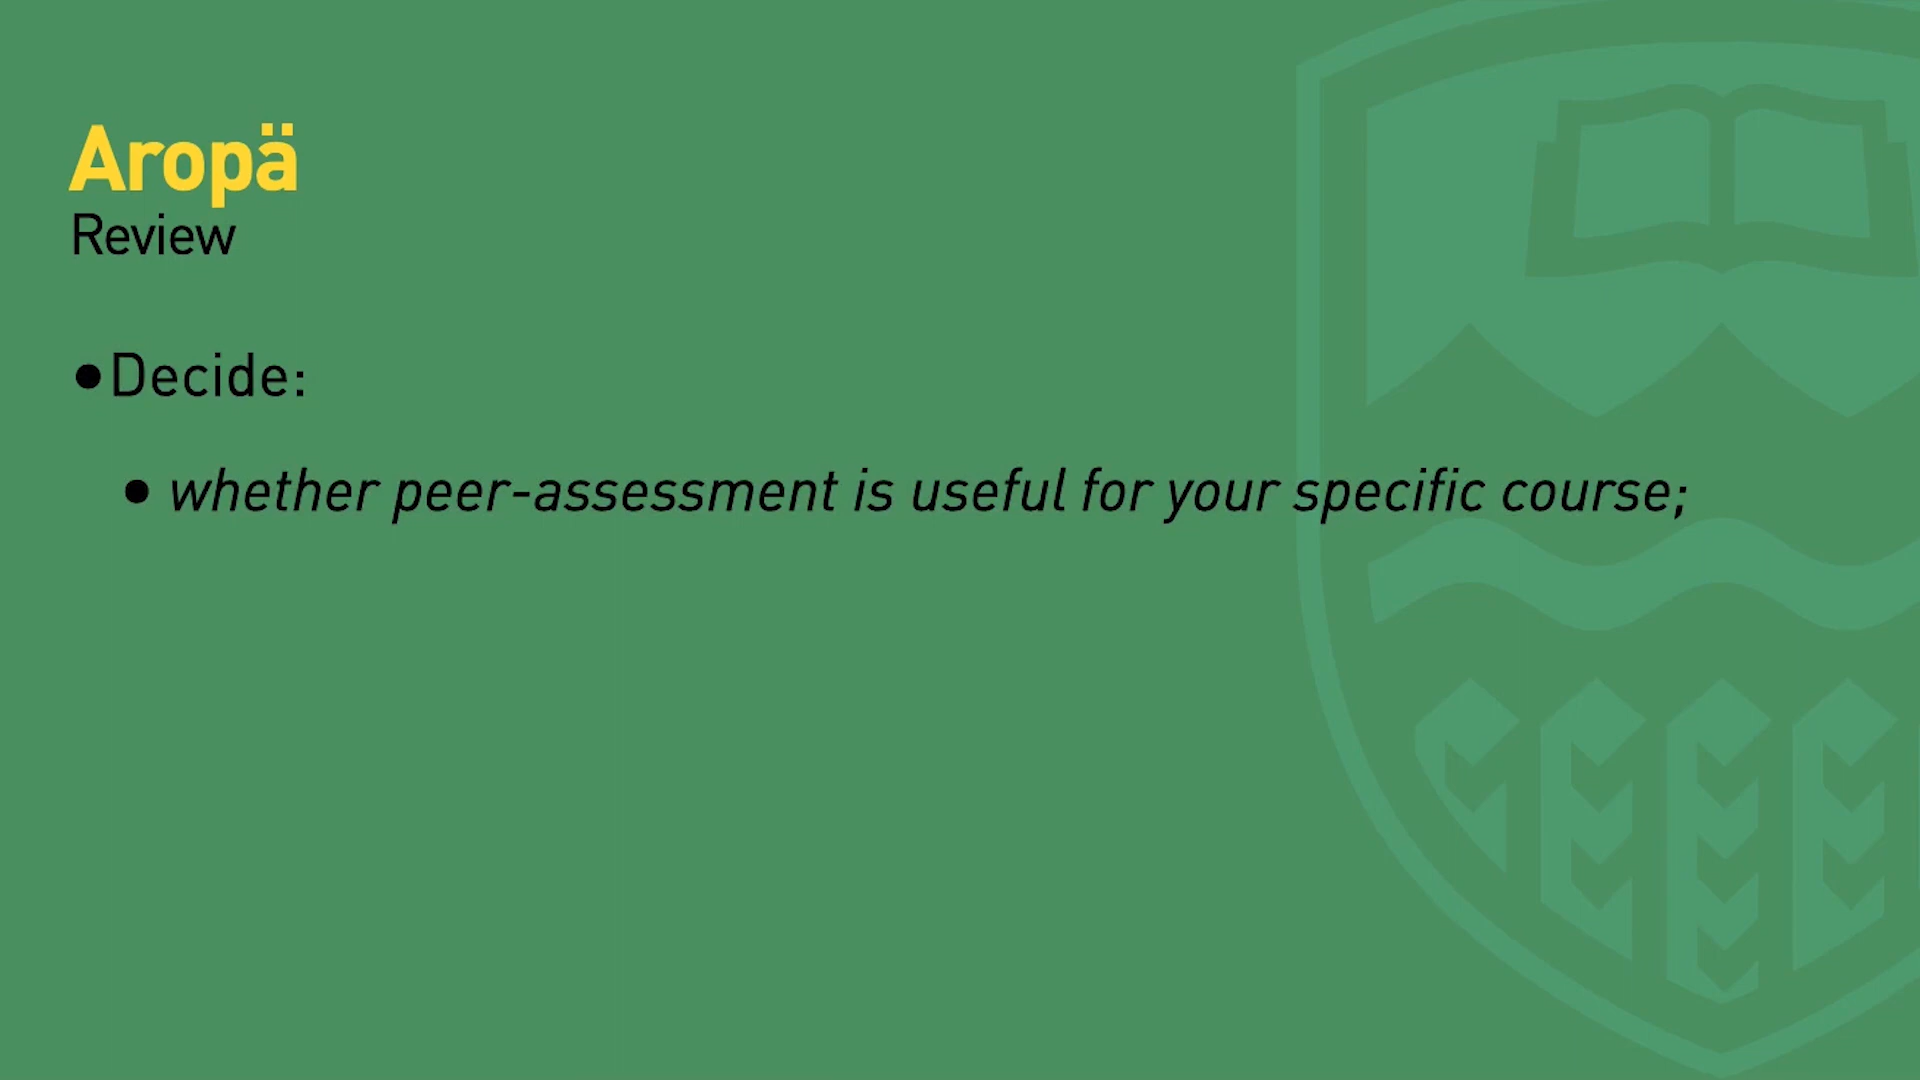 Aropä
Review
•Decide:
• whether peer-assessment is useful for your specific course;